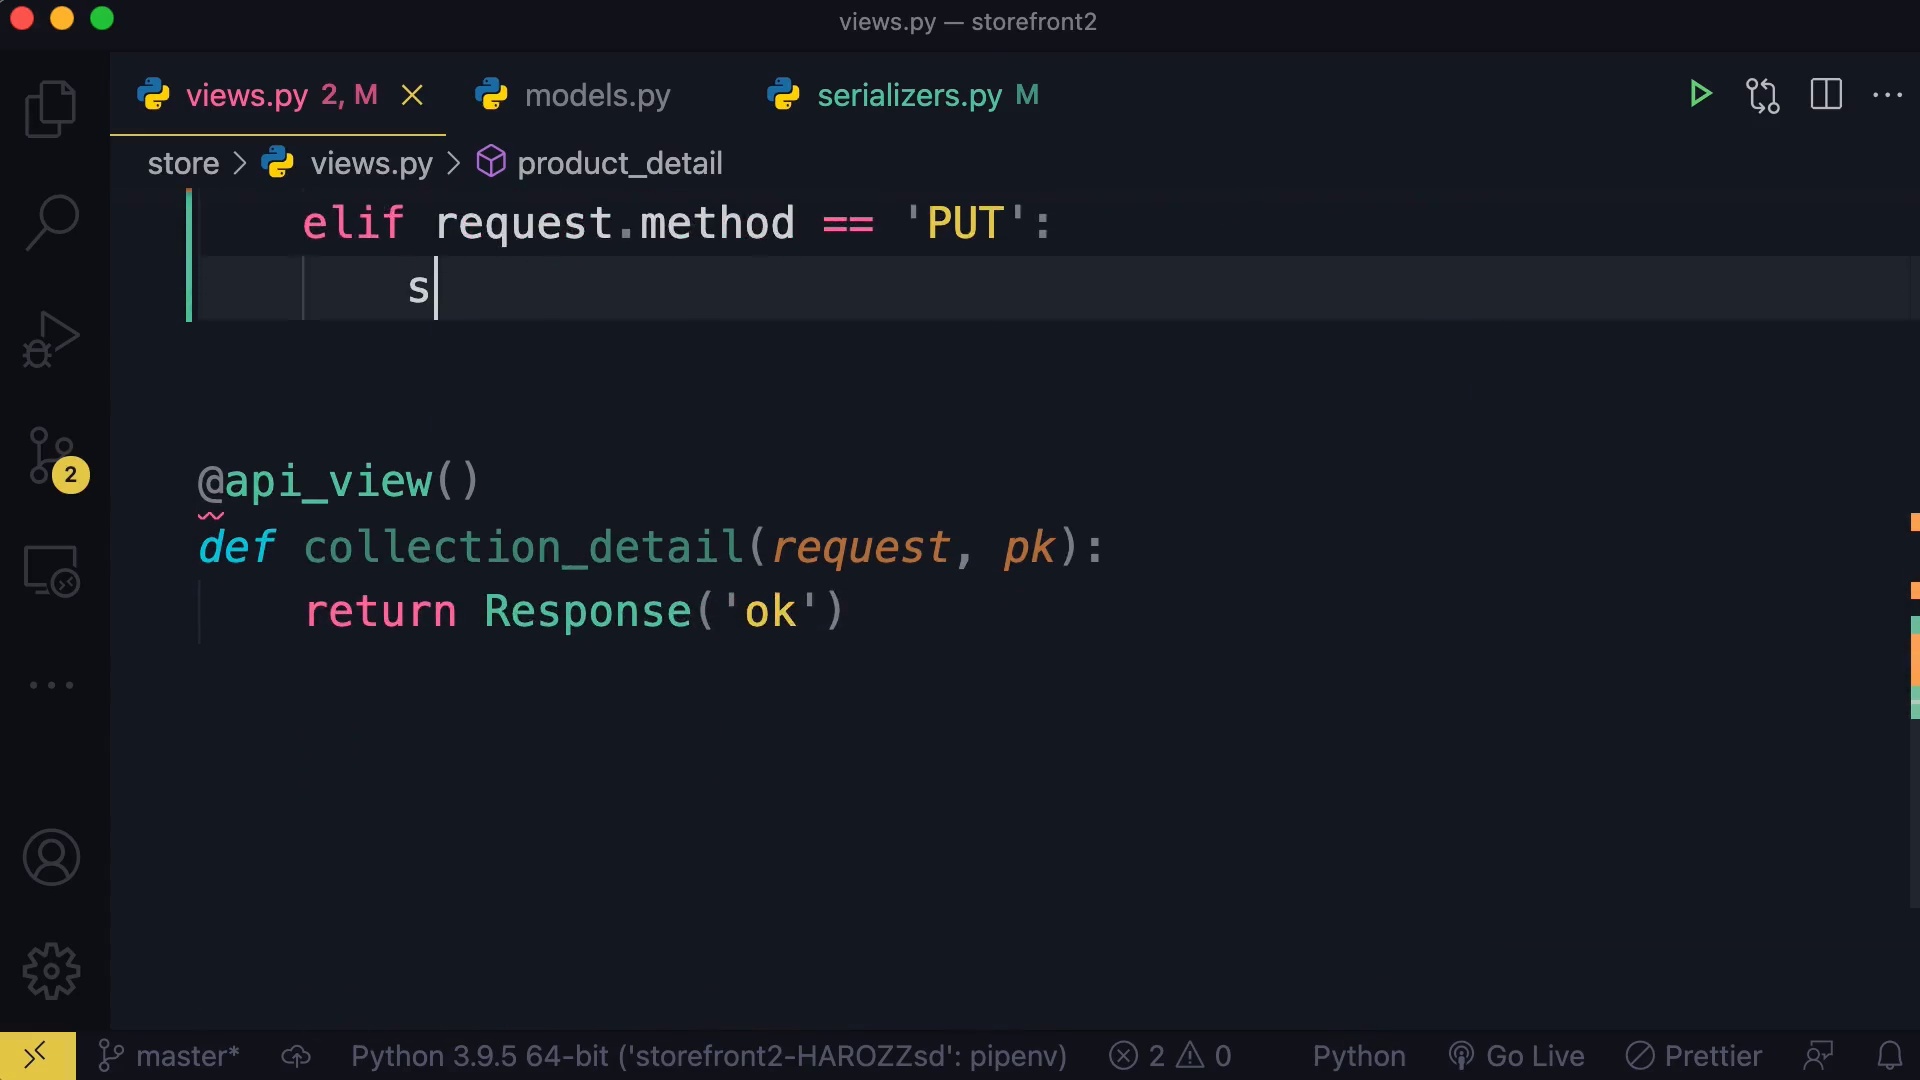 views.py — storefront2
views.py 2, M
models.py
serializers.py M
store > views.py > product_detail
elif request.method == 'PUT':
s
@api_view()
def collection_detail(request, pk):
return Response('ok')
2
master* Python 3.9.5 64-bit ('storefront2-HAROZZsd': pipenv) 2 0 Python Go Live Prettier